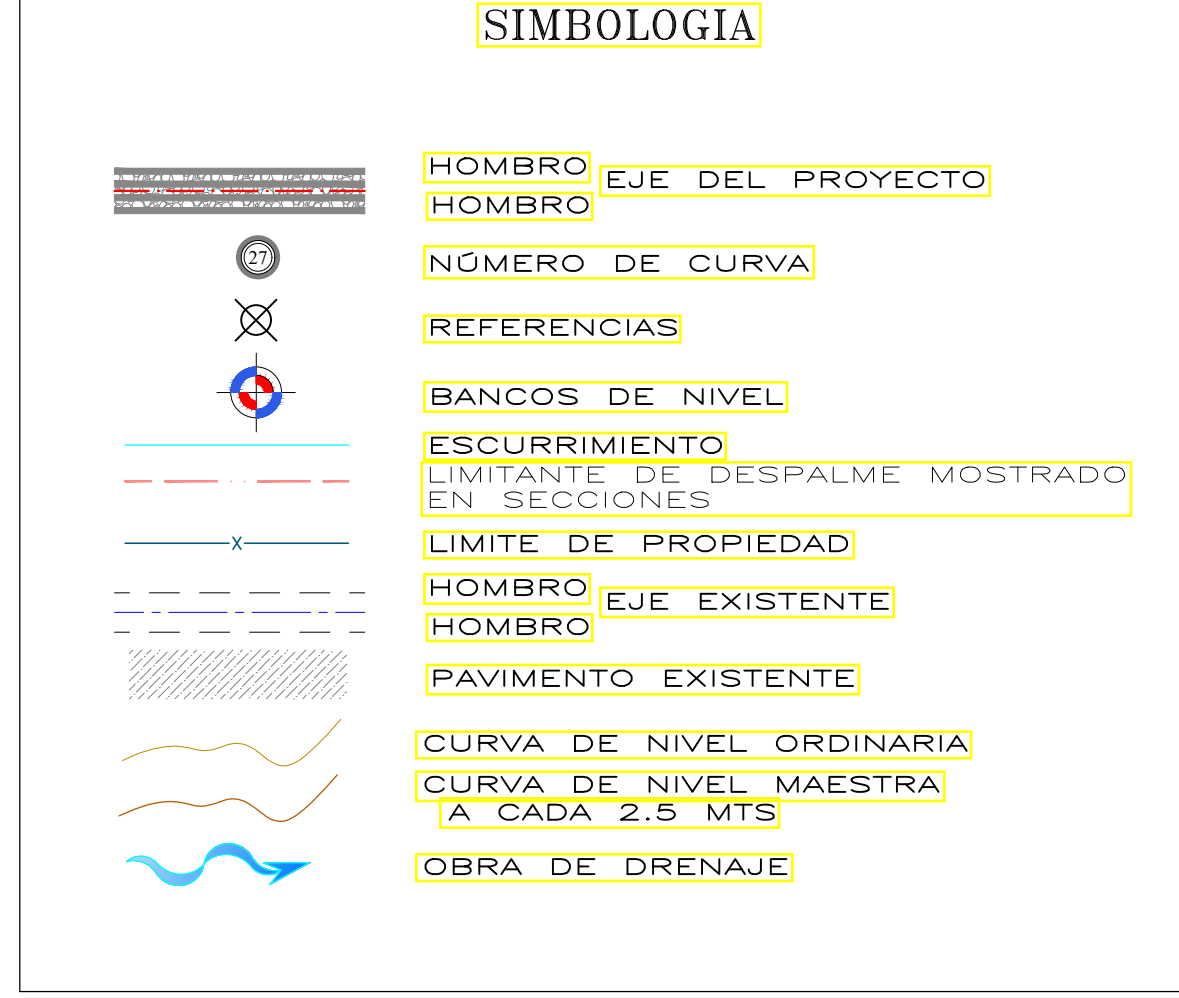 SIMBOLOGIA
HOMBRO
EJE DEL PROYECTO
HOMBRO
27
NÚMERO DE CURVA
REFERENCIAS
BANCOS DE NIVEL
ESCURRIMIENTO
LIMITANTE DE DESPALME MOSTRADO
EN SECCIONES
X
LIMITE DE PROPIEDAD
HOMBRO
EJE EXISTENTE
HOMBRO
PAVIMENTO EXISTENTE
CURVA DE NIVEL ORDINARIA
CURVA DE NIVEL MAESTRA
A CADA 2.5 MTS
OBRA DE DRENAJE